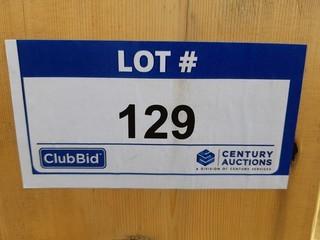 LOT #
129
ClubBid
CENTURY
AUCTIONS
A DIVISION OF CENTURY SERVICES